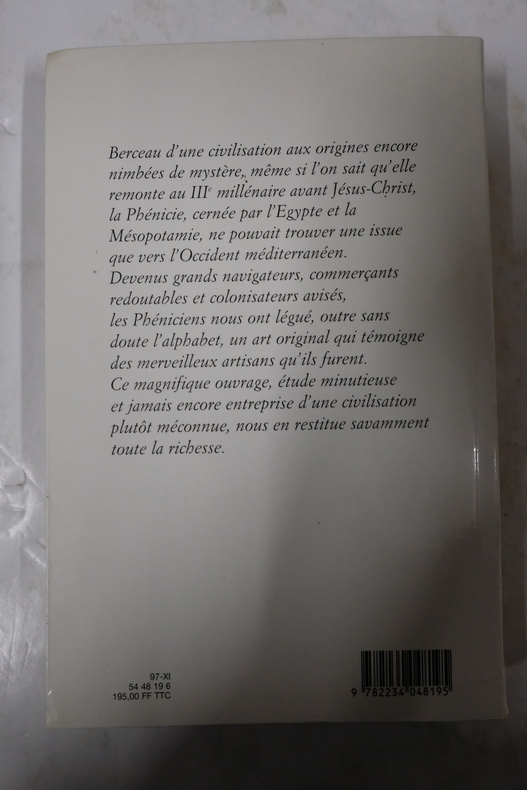 Berceau d'une civilisation aux origines encore
nimbées de mystère, même si l'on sait qu'elle
remonte au IIIe millénaire avant Jésus-Christ,
la Phénicie, cernée par l'Egypte et la
Mésopotamie, ne pouvait trouver une issue
que vers l'Occident méditerranéen.
Devenus grands navigateurs, commerçants
redoutables et colonisateurs avisés,
les Phéniciens nous ont légué, outre sans
doute l'alphabet, un art original qui témoigne
des merveilleux artisans qu'ils furent.
Ce magnifique ouvrage, étude minutieuse
et jamais encore entreprise d'une civilisation
plutôt méconnue, nous en restitue savamment
toute la richesse.
97-XI
54 48 19 6
195,00 FF TTC
9 782234 048195